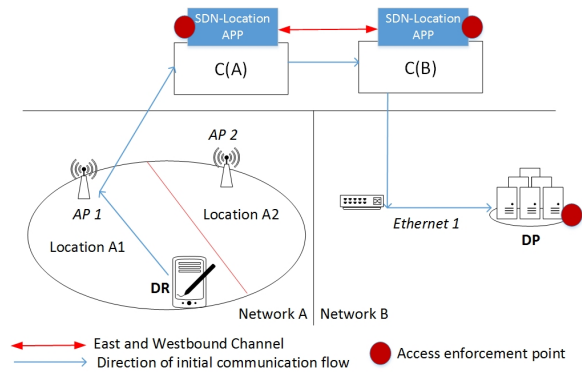 SDN-Location
APP
SDN-Location
APP
C(A)
C(B)
AP 2
AP 1
Location A2
Location A1
Ethernet 1
DP
DR
Network A
Network B
East and Westbound Channel
Direction of initial communication flow
Access enforcement point